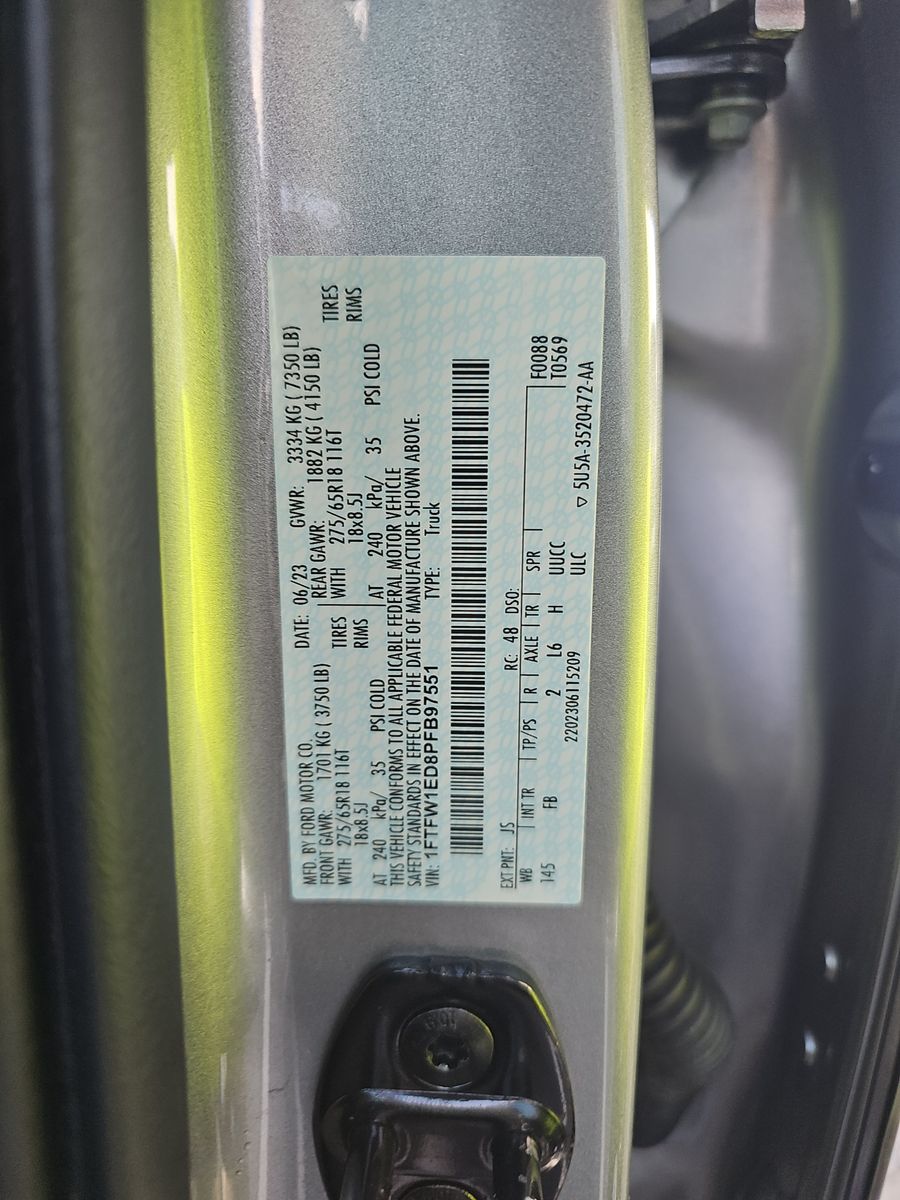 MFD. BY FORD MOTOR CO.
DATE: 06/23 GVWR: 3334 KG ( 7350 LB)
FRONT GAWR: 1701 KG ( 3750 LB) REAR GAWR: 1882 KG ( 4150 LB)
WITH 275/65R18 116T TIRES WITH 275/65R18 116T TIRES
18x8.5J RIMS 18x8.5J RIMS
AT 240 kPa/ 35 PSI COLD AT 240 kPa/ 35 PSI COLD
THIS VEHICLE CONFORMS TO ALL APPLICABLE FEDERAL MOTOR VEHICLE
SAFETY STANDARDS IN EFFECT ON THE DATE OF MANUFACTURE SHOWN ABOVE.
VIN: 1FTFW1ED8PFB97551 TYPE: Truck
EXT PNT: JS RC: 48 DSO: F0088
WB INT TR TP/PS R AXLE TR SPR T0569
145 FB 2 L6 H UUCC
2202306115209 ULC ▽ 5U5A-3520472-AA